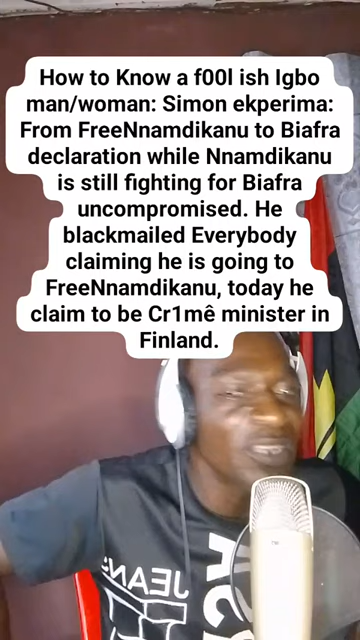 How to Know a f00l ish Igbo
man/woman: Simon ekperima:
From FreeNnamdikanu to Biafra
declaration while Nnamdikanu
is still fighting for Biafra
uncompromised. He
blackmailed Everybody
claiming he is going to
FreeNnamdikanu, today he
claim to be Cr1mê minister in
Finland.
JEANS